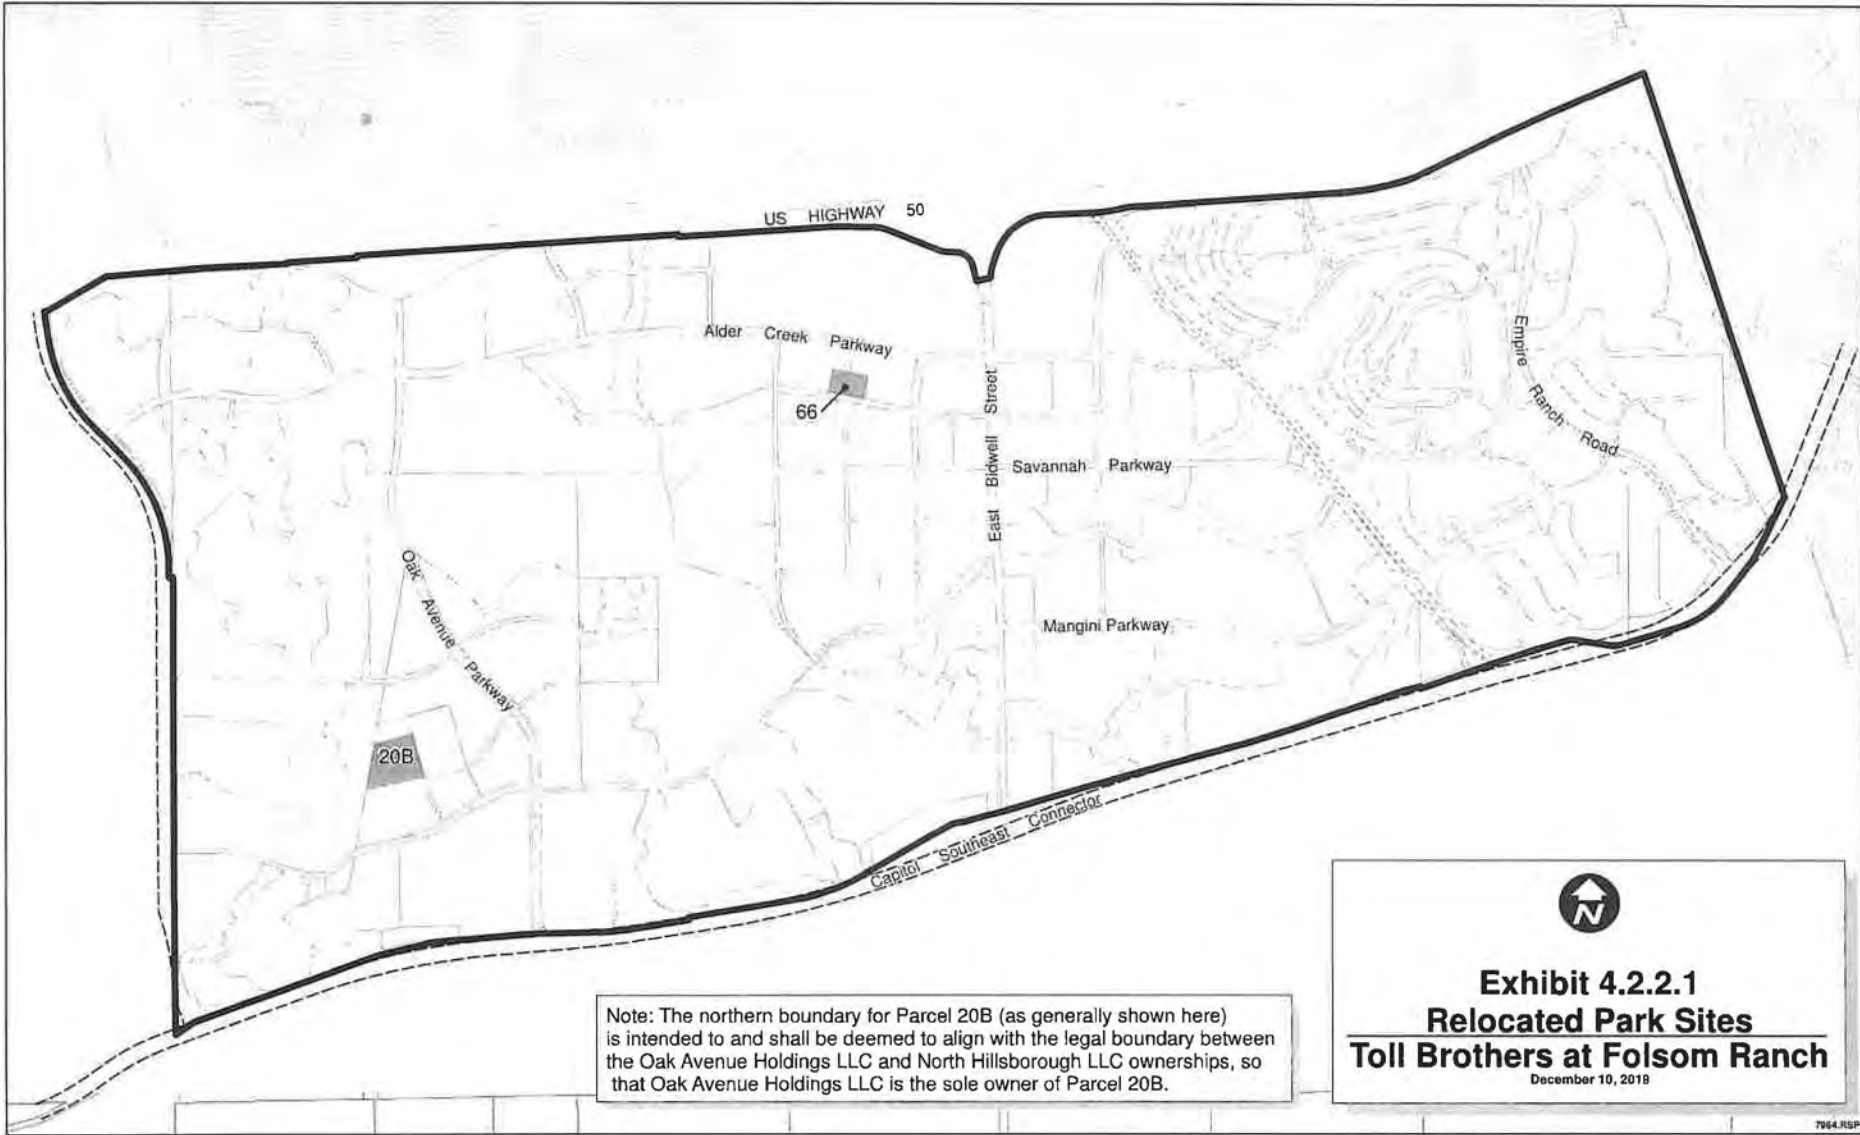 US HIGHWAY 50
Alder Creek Parkway
66
East Bidwell Street
Savannah Parkway
Empire Ranch Road
Oak Avenue Parkway
Mangini Parkway
20B
Capitol Southeast Connector
Note: The northern boundary for Parcel 20B (as generally shown here)
is intended to and shall be deemed to align with the legal boundary between
the Oak Avenue Holdings LLC and North Hillsborough LLC ownerships, so
that Oak Avenue Holdings LLC is the sole owner of Parcel 20B.
N
Exhibit 4.2.2.1
Relocated Park Sites
Toll Brothers at Folsom Ranch
December 10, 2019
7964.RSP